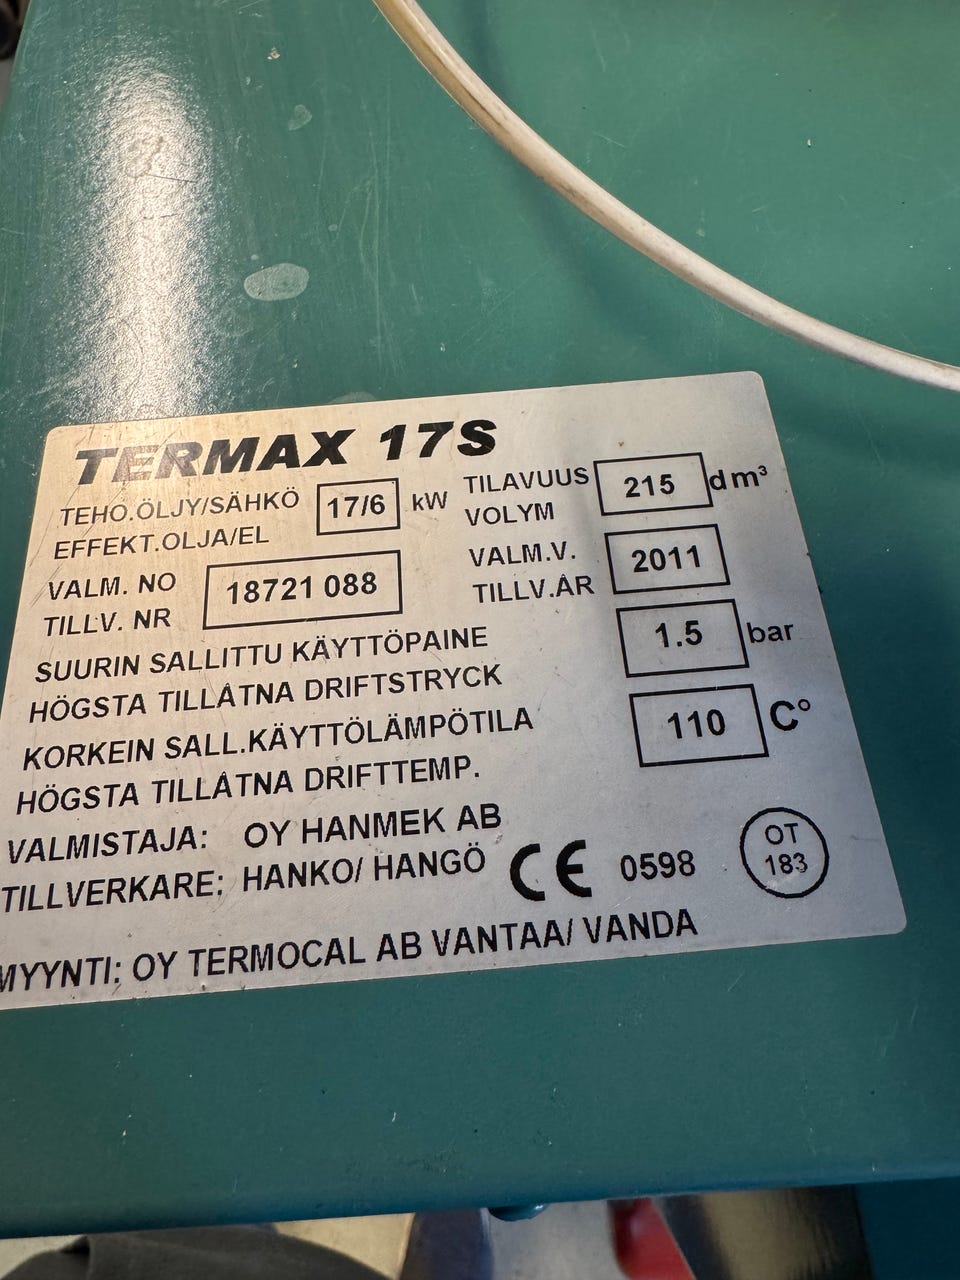 TERMAX 17S
TEHO.ÖLJY/SÄHKÖ 17/6 kW
EFFEKT.OLJA/EL
TILAVUUS 215 dm³
VOLYM
VALM. NO 18721 088
TILLV. NR
VALM.V. 2011
TILLV.ÅR
SUURIN SALLITTU KÄYTTÖPAINE 1.5 bar
HÖGSTA TILLÅTNA DRIFTSTRYCK
KORKEIN SALL.KÄYTTÖLÄMPÖTILA 110 C°
HÖGSTA TILLÅTNA DRIFTTEMP.
VALMISTAJA: OY HANMEK AB
TILLVERKARE: HANKO/ HANGÖ
CE 0598
OT
183
MYYNTI: OY TERMOCAL AB VANTAA/ VANDA